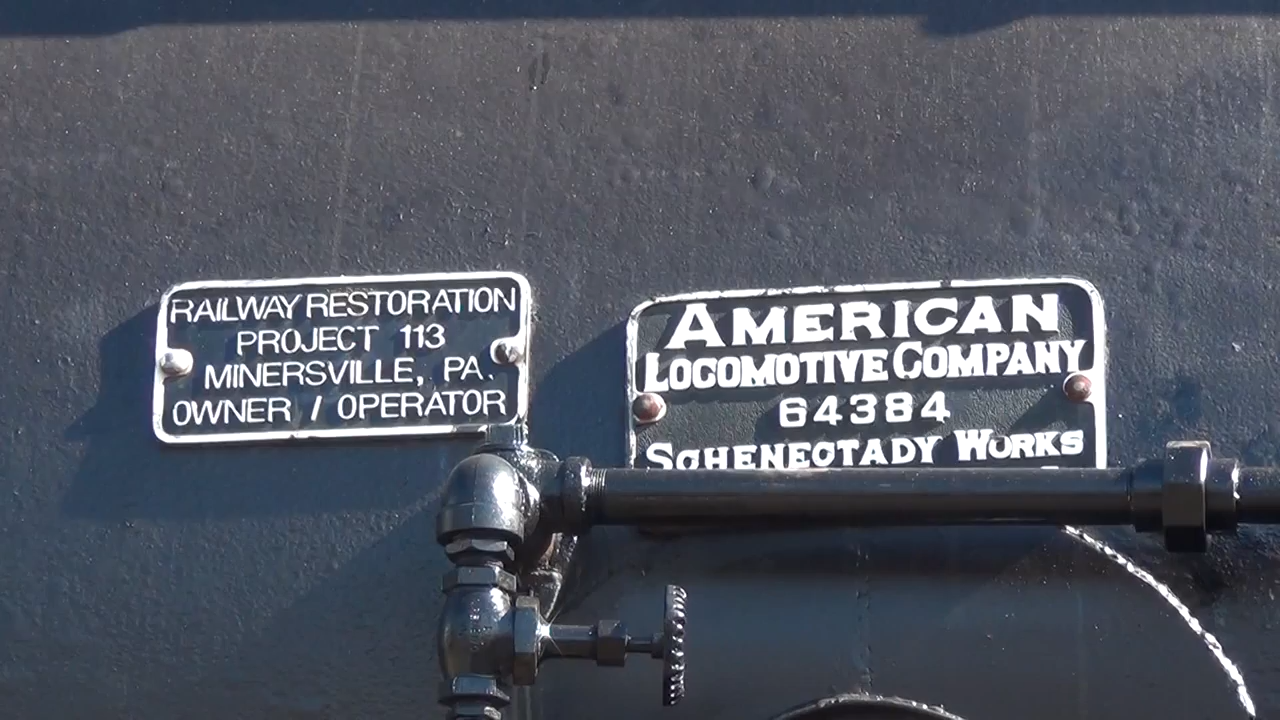 RAILWAY RESTORATION
PROJECT 113
MINERSVILLE, PA.
OWNER / OPERATOR
AMERICAN
LOCOMOTIVE COMPANY
64384
SCHENECTADY WORKS